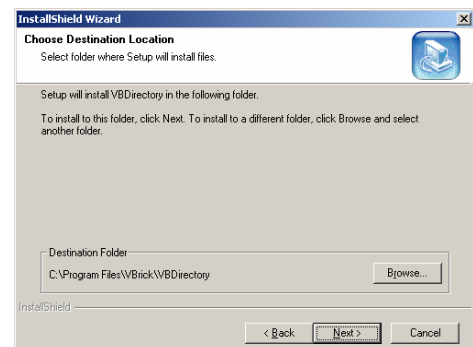 InstallShield Wizard
Choose Destination Location
Select folder where Setup will install files.
Setup will install VBDirectory in the following folder.
To install to this folder, click Next. To install to a different folder, click Browse and select
another folder.
Destination Folder
C:\Program Files\VBrick\VBDirectory
Browse...
InstallShield
< Back
Next >
Cancel